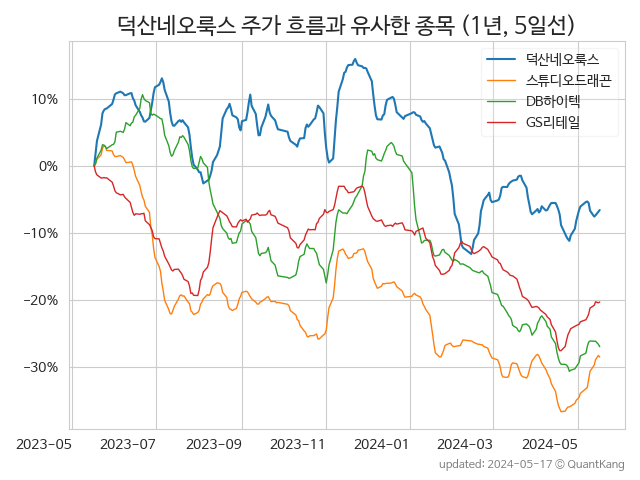 덕산네오룩스 주가 흐름과 유사한 종목 (1년, 5일선)
덕산네오룩스
스튜디오드래곤
DB하이텍
GS리테일
10%
0%
−10%
−20%
−30%
2023-05 2023-07 2023-09 2023-11 2024-01 2024-03 2024-05
updated: 2024-05-17 © QuantKang